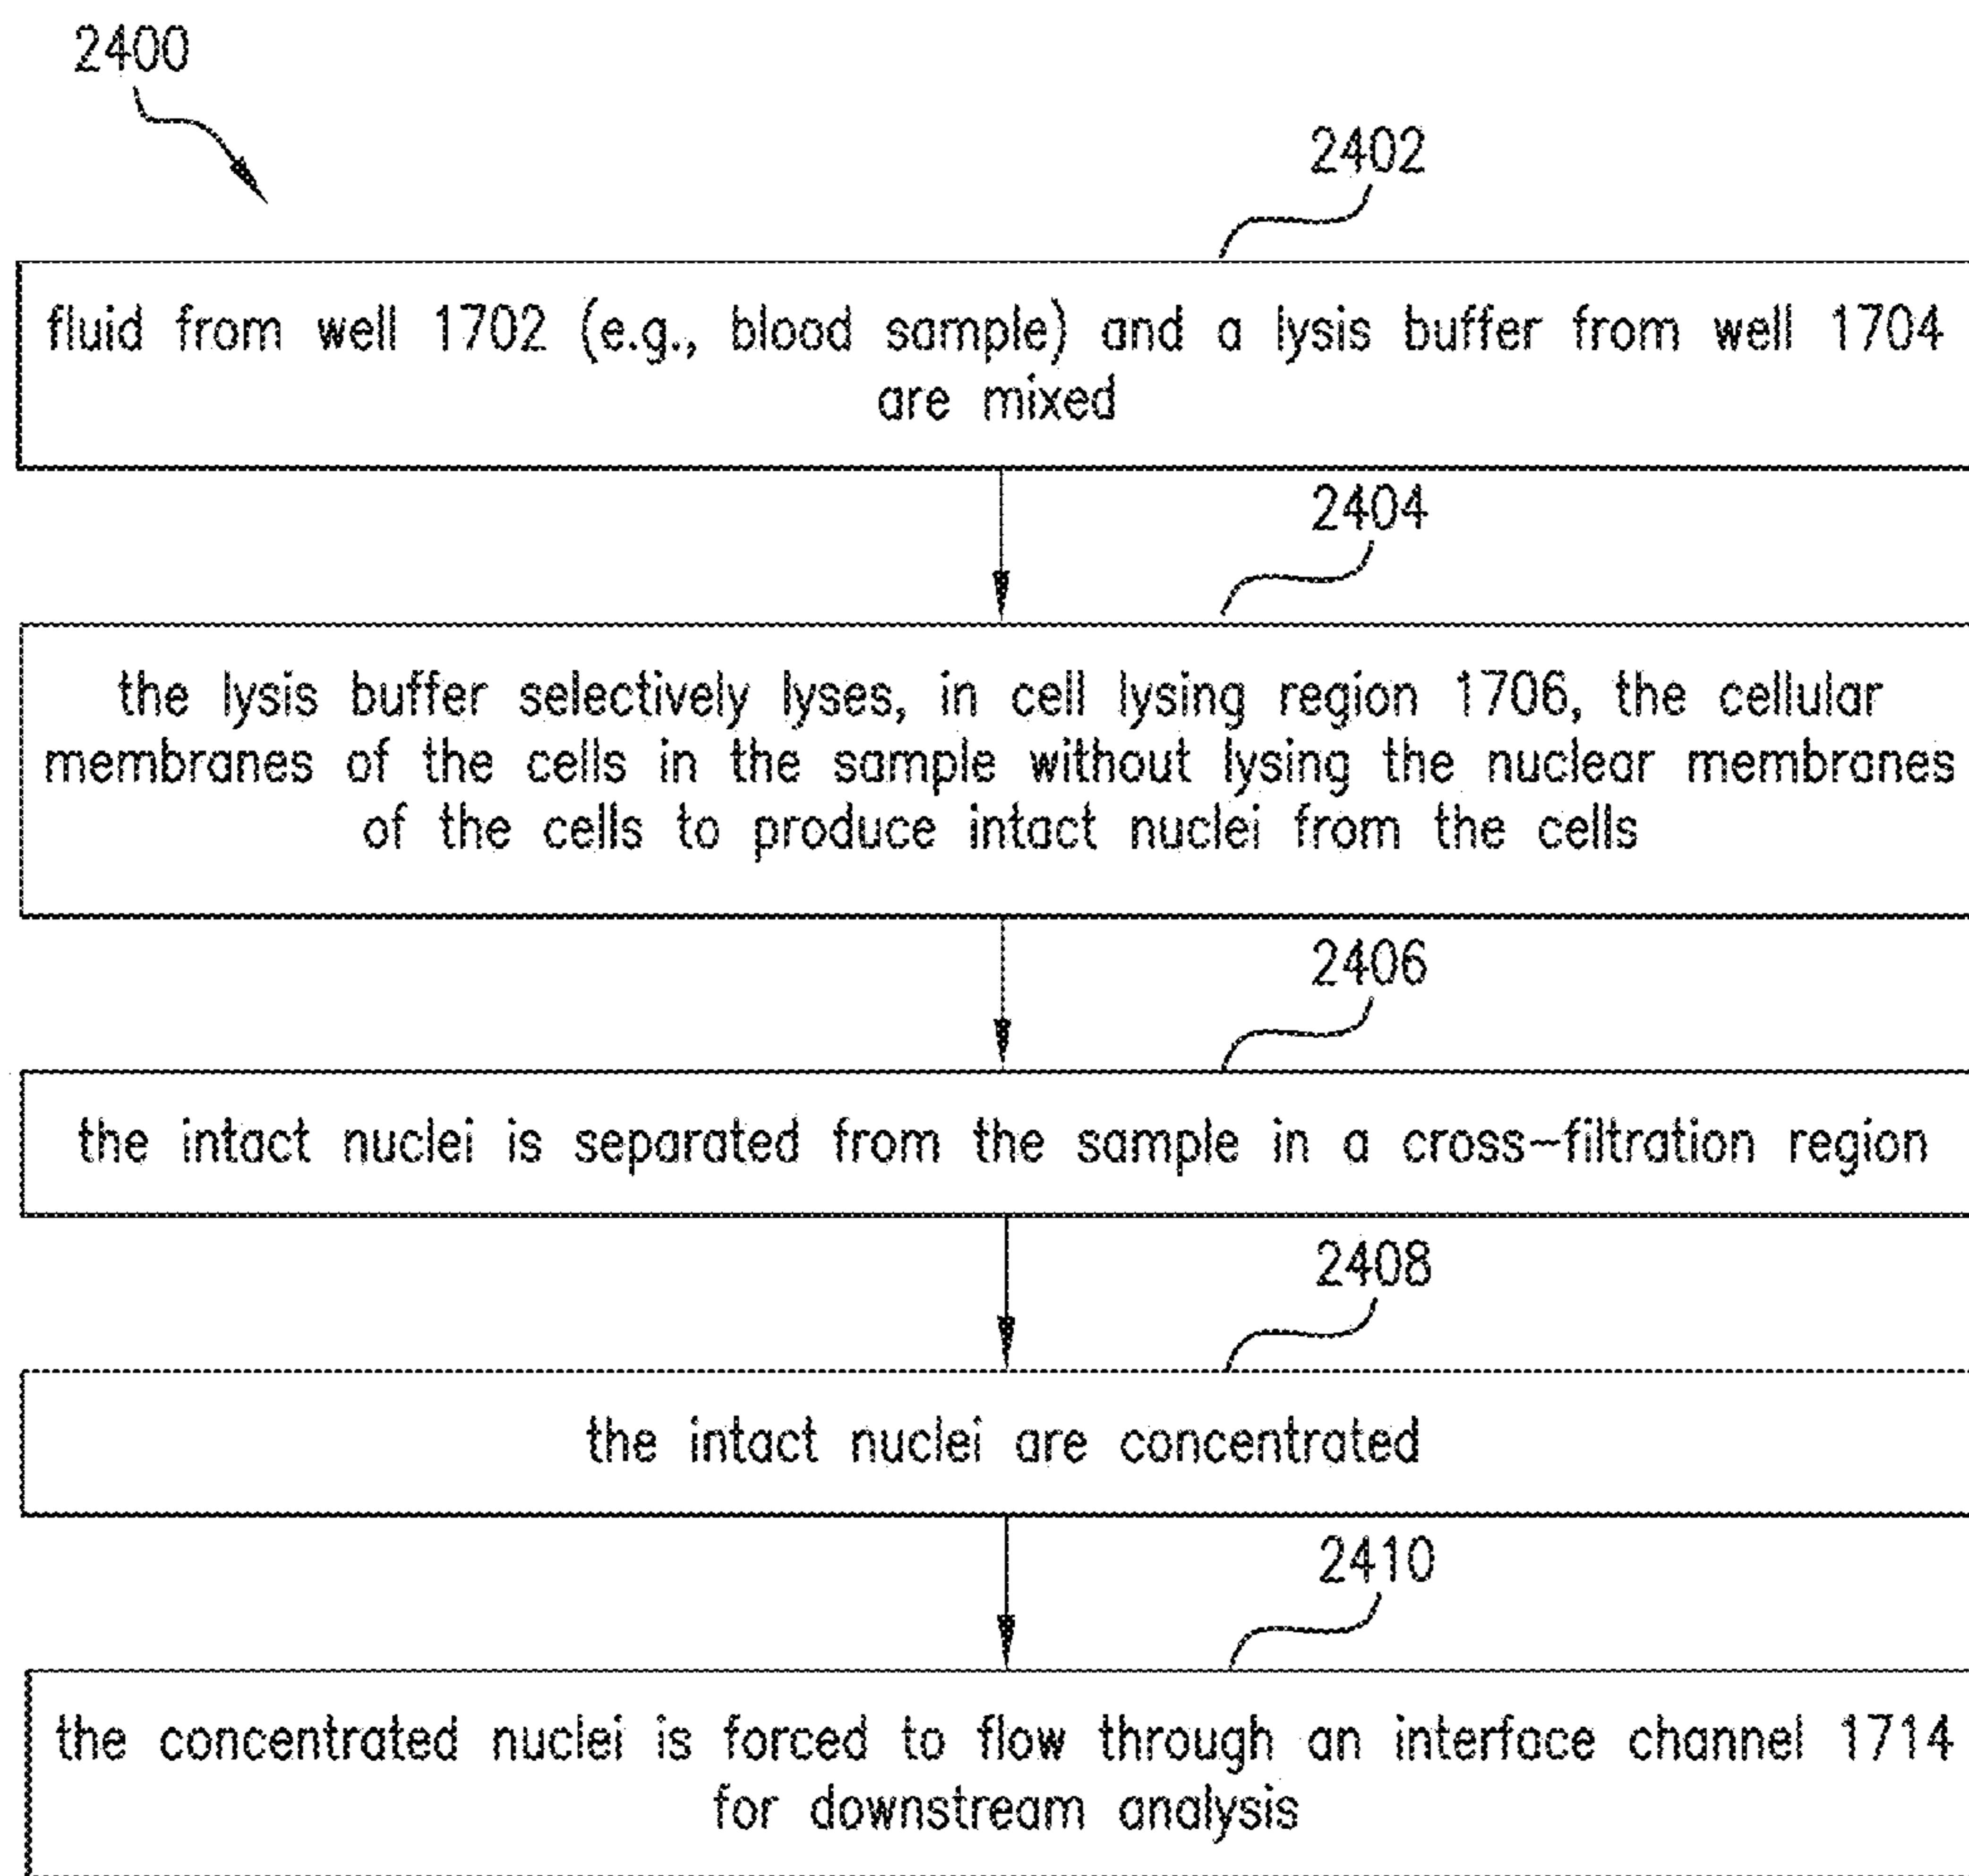 2400
2402
fluid from well 1702 (e.g., blood sample) and a lysis buffer from well 1704
are mixed
2404
the lysis buffer selectively lyses, in cell lysing region 1706, the cellular
membranes of the cells in the sample without lysing the nuclear membranes
of the cells to produce intact nuclei from the cells
2406
the intact nuclei is separated from the sample in a cross-filtration region
2408
the intact nuclei are concentrated
2410
the concentrated nuclei is forced to flow through an interface channel 1714
for downstream analysis